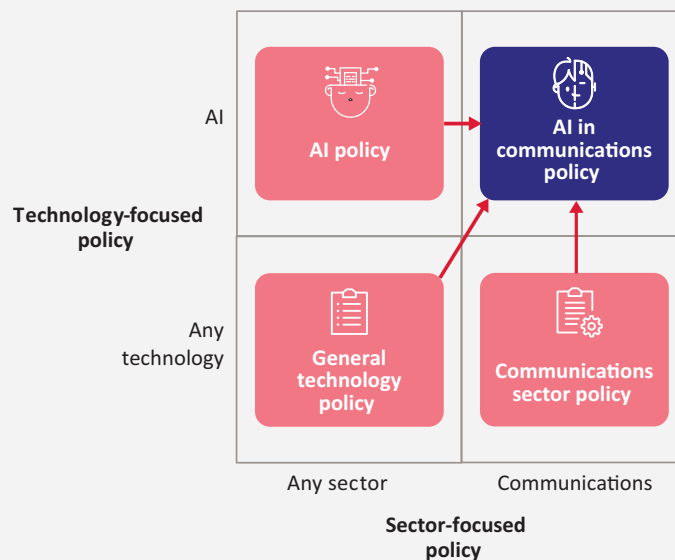 AI
AI policy
AI in
communications
policy
Technology-focused
policy
Any
technology
General
technology
policy
Communications
sector policy
Any sector
Communications
Sector-focused
policy